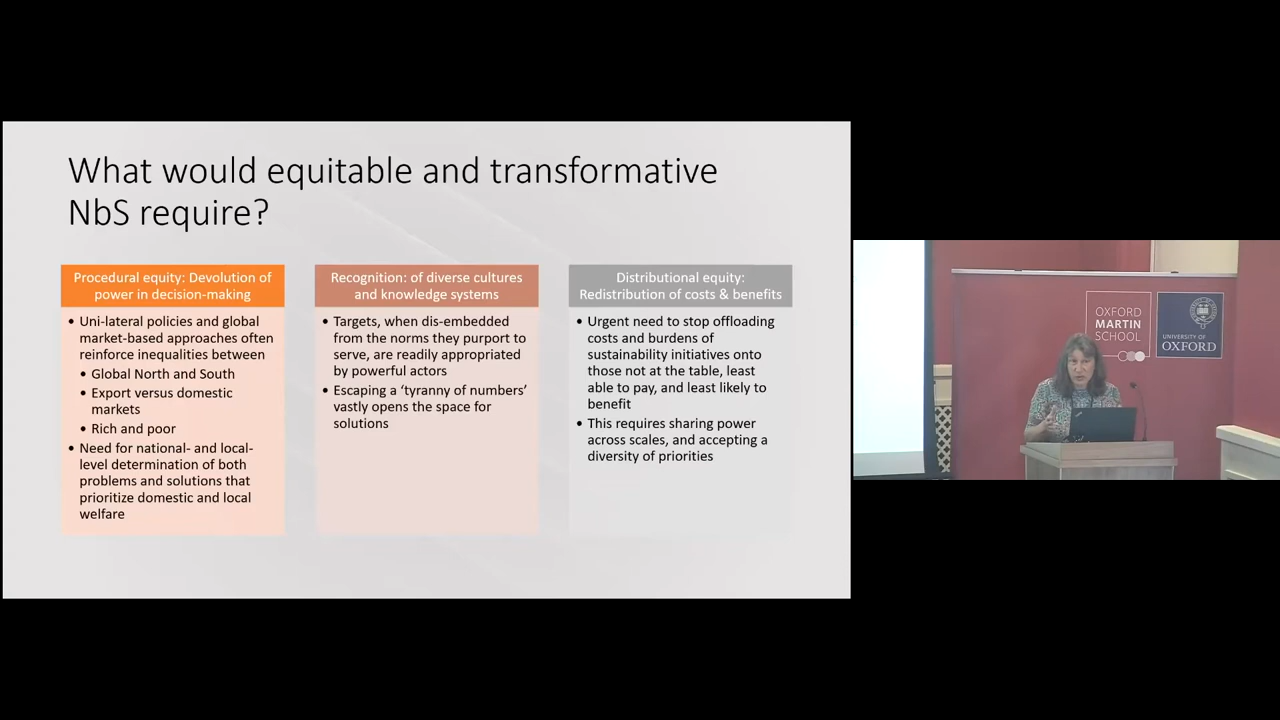 What would equitable and transformative
NbS require?
Procedural equity: Devolution of
power in decision-making
• Uni-lateral policies and global
market-based approaches often
reinforce inequalities between
• Global North and South
• Export versus domestic
markets
• Rich and poor
• Need for national- and local-
level determination of both
problems and solutions that
prioritize domestic and local
welfare
Recognition: of diverse cultures
and knowledge systems
• Targets, when dis-embedded
from the norms they purport to
serve, are readily appropriated
by powerful actors
• Escaping a ‘tyranny of numbers’
vastly opens the space for
solutions
Distributional equity:
Redistribution of costs & benefits
• Urgent need to stop offloading
costs and burdens of
sustainability initiatives onto
those not at the table, least
able to pay, and least likely to
benefit
• This requires sharing power
across scales, and accepting a
diversity of priorities
OXFORD
MARTIN
SCHOOL
UNIVERSITY OF
OXFORD